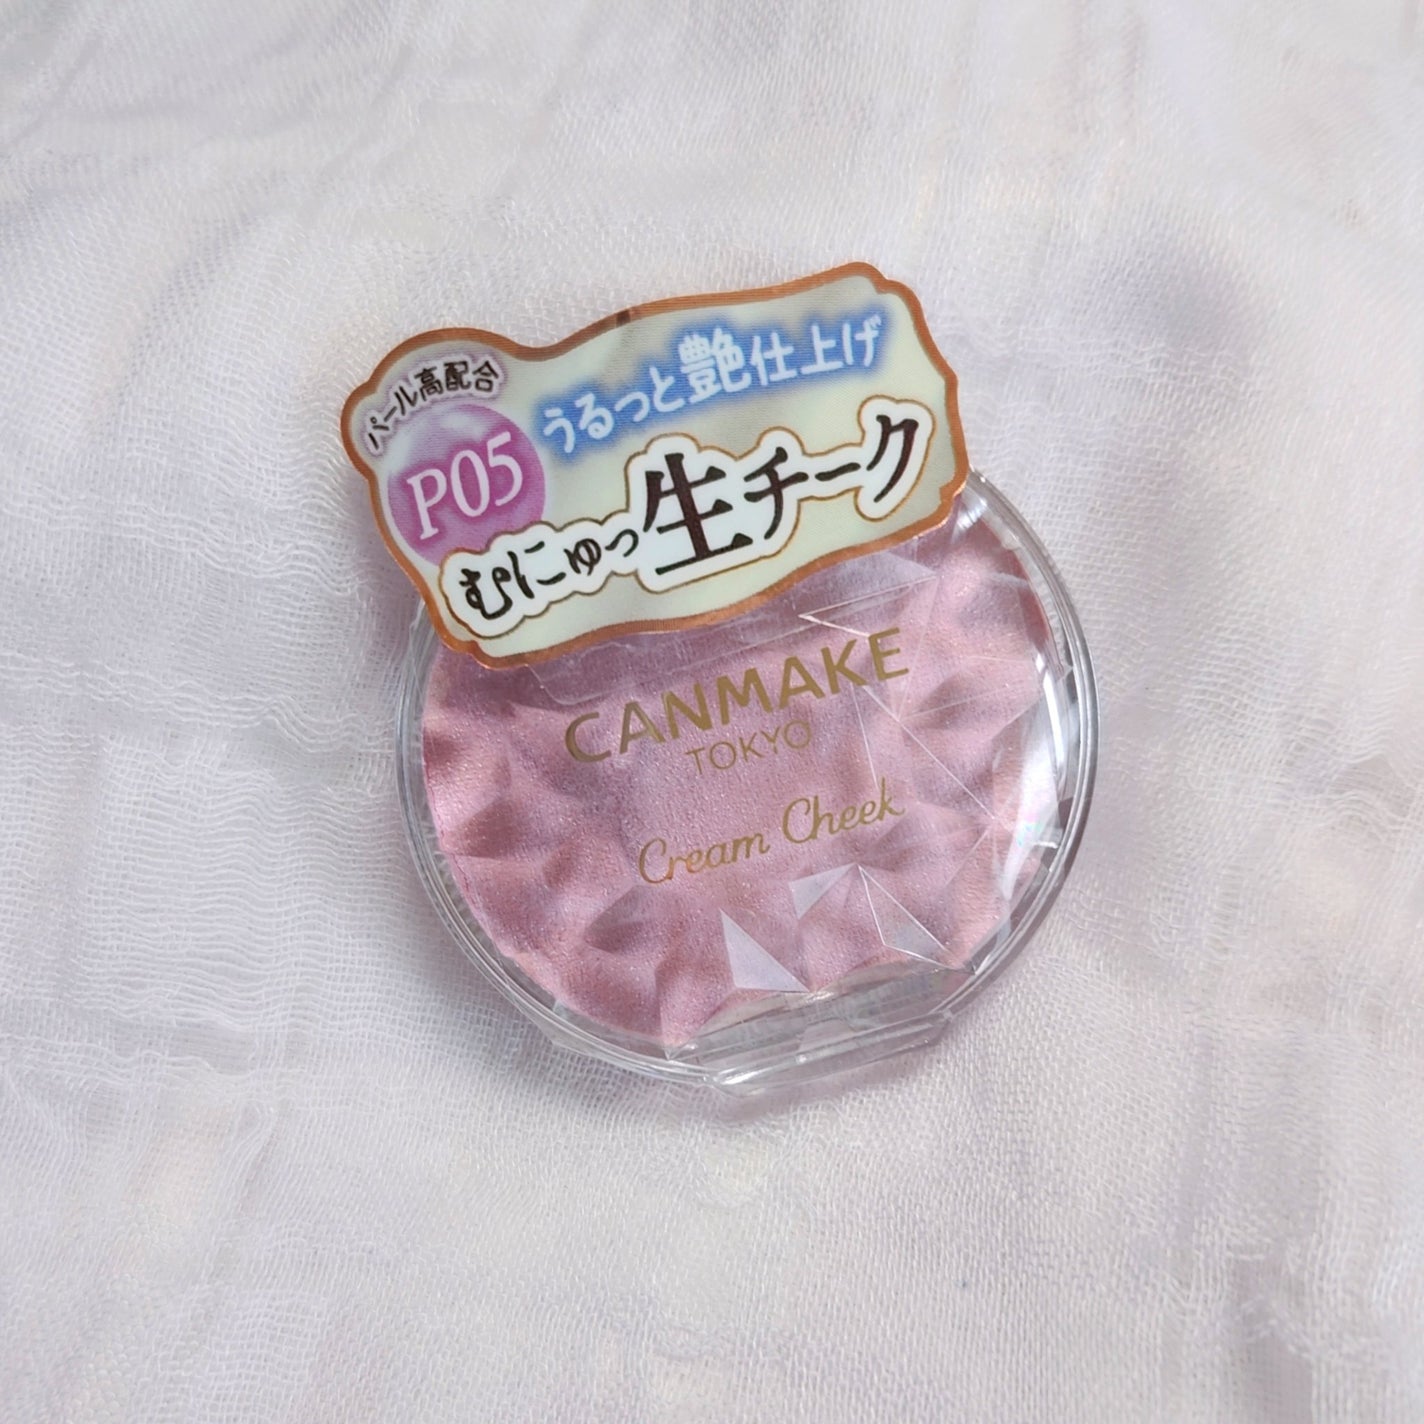 パール高配合
P05
うるっと艶仕上げ
むにゅっ生チーク
CANMAKE
TOKYO
Cream Cheek